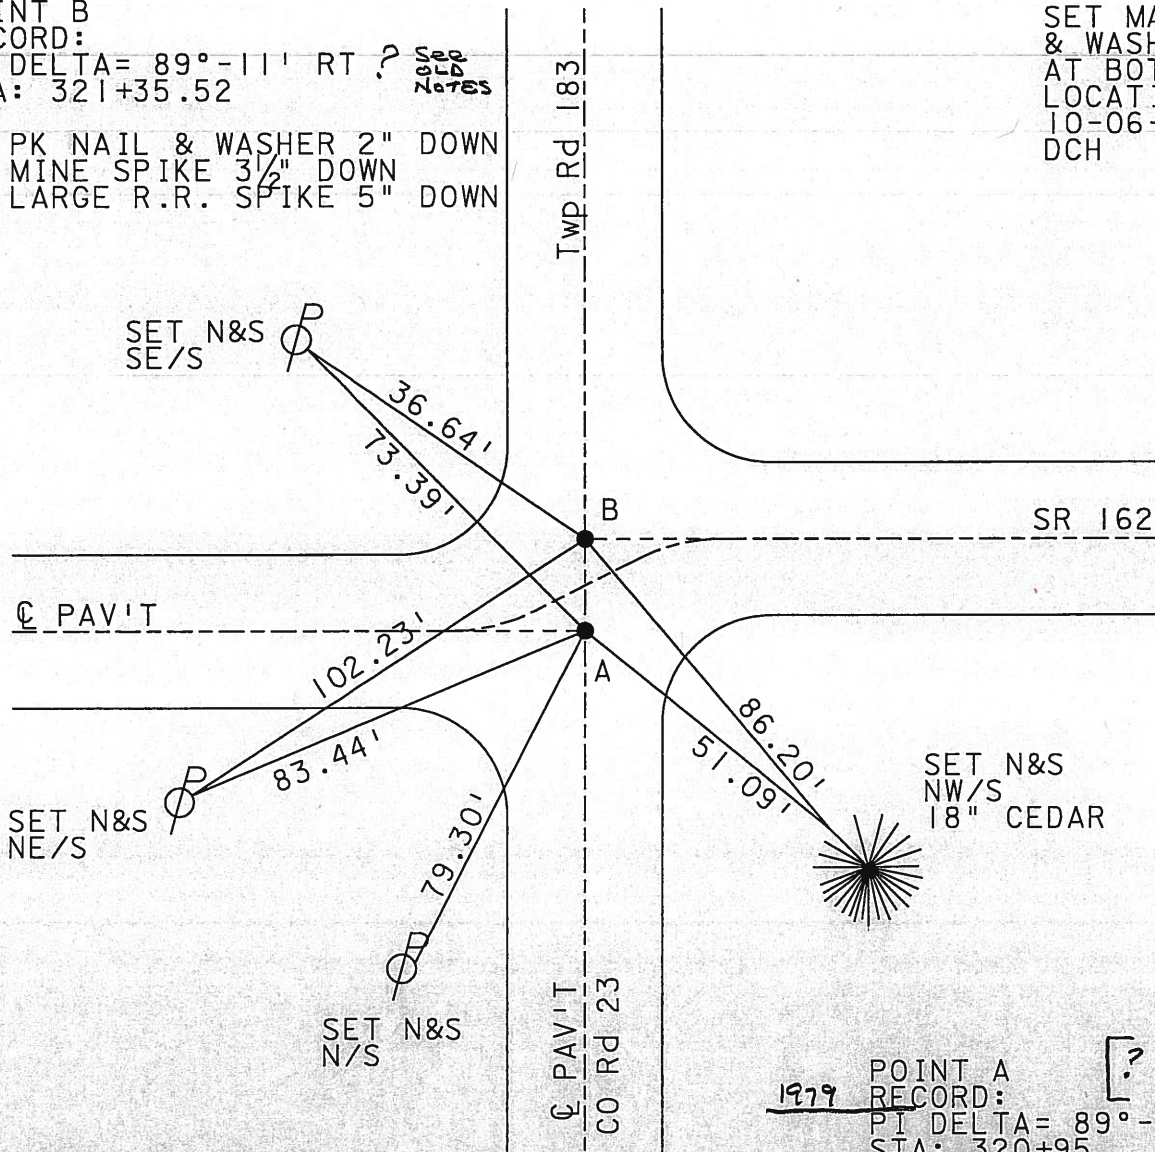 INT B
CORD:
DELTA= 89°-11' RT ? See
OLD
Notes
A: 321+35.52
PK NAIL & WASHER 2" DOWN
MINE SPIKE 3½" DOWN
LARGE R.R. SPIKE 5" DOWN
SET MA
& WASH
AT BOT
LOCATI
10-06-
DCH
Twp Rd 183
P
SET N&S
SE/S
36.64'
73.39'
B
SR 162
℄ PAV'T
102.23'
A
83.44'
86.20'
51.09'
P
SET N&S
NE/S
79.30'
SET N&S
NW/S
18" CEDAR
P
SET N&S
N/S
℄ PAV'T
CO Rd 23
POINT A
[?
1979 RECORD:
PI DELTA= 89°-
STA: 320+95